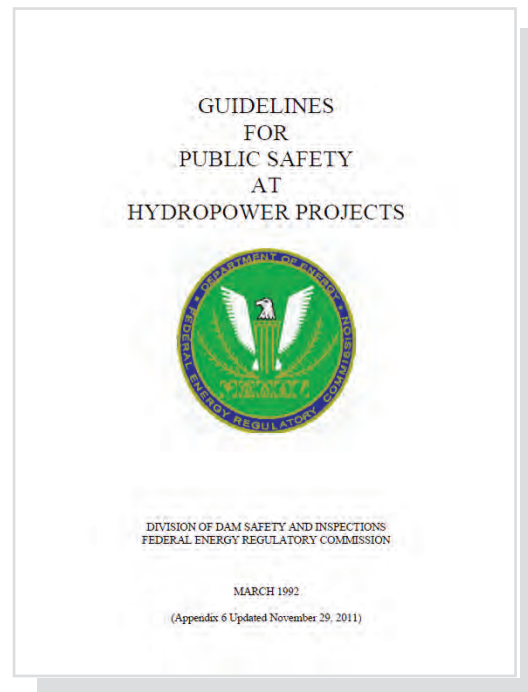 GUIDELINES
FOR
PUBLIC SAFETY
AT
HYDROPOWER PROJECTS
DEPARTMENT OF ENERGY
FEDERAL ENERGY REGULATORY COMMISSION
DIVISION OF DAM SAFETY AND INSPECTIONS
FEDERAL ENERGY REGULATORY COMMISSION
MARCH 1992
(Appendix 6 Updated November 29, 2011)